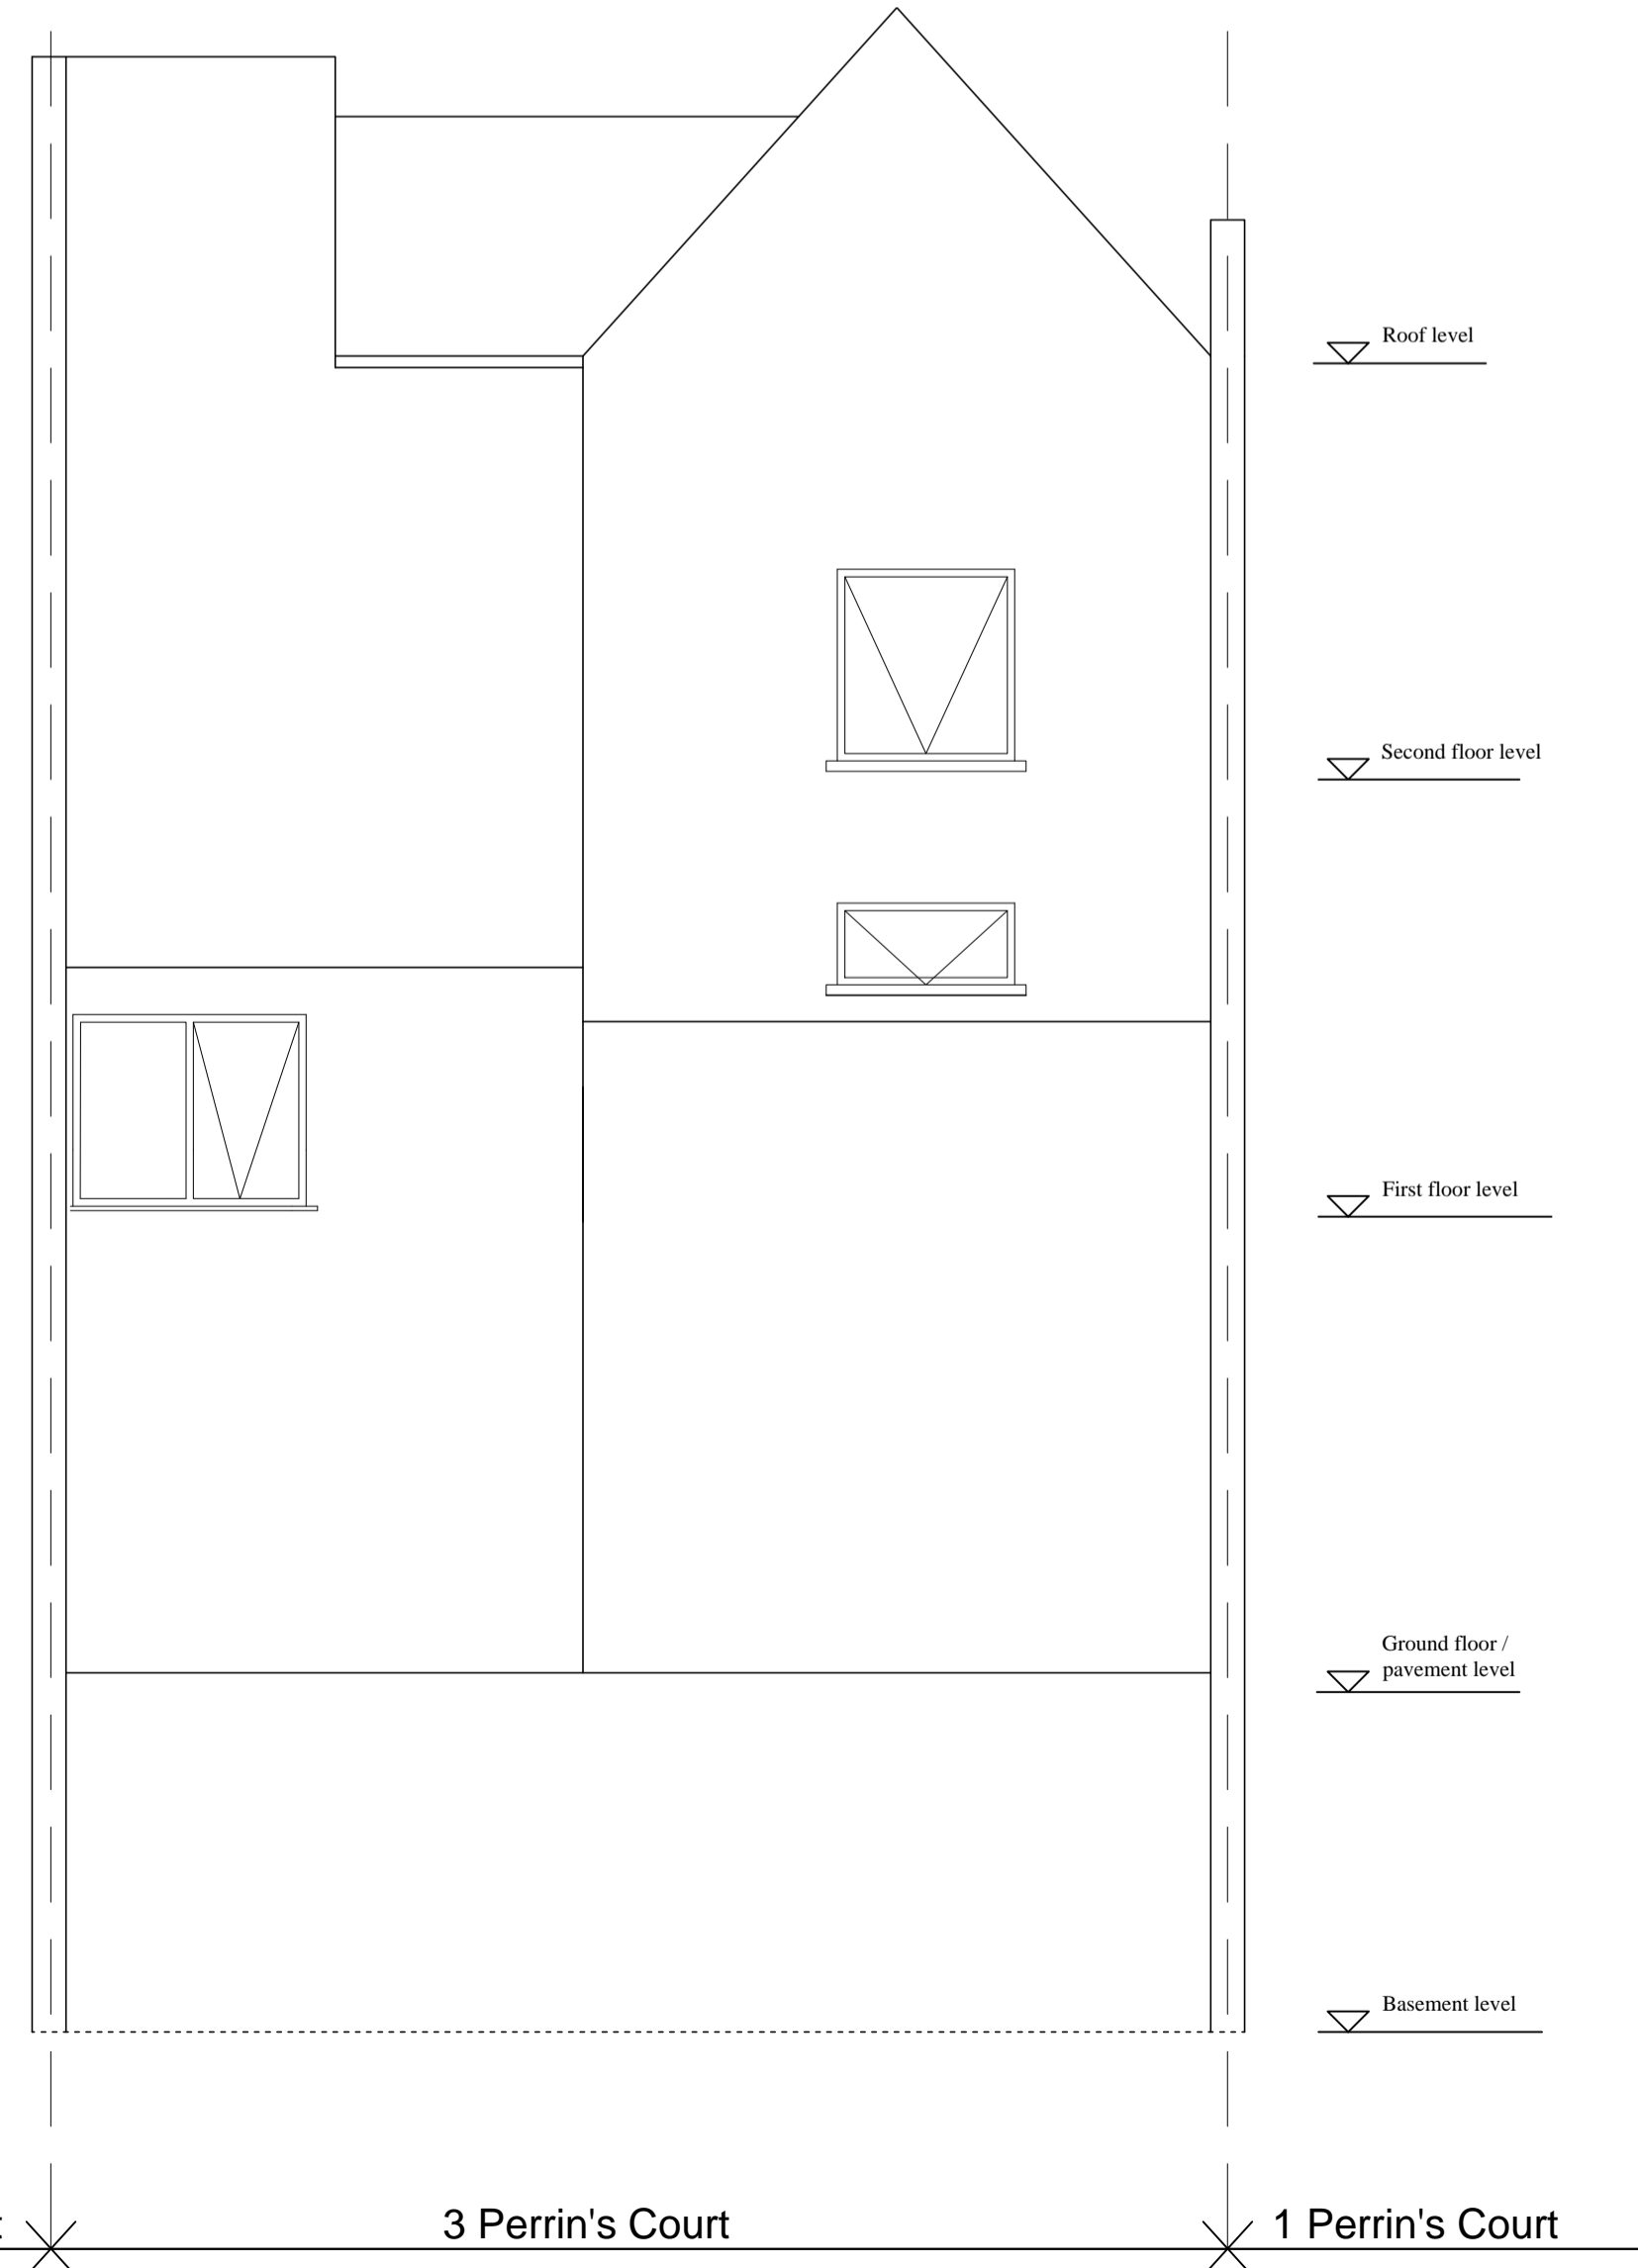 Roof level
Second floor level
First floor level
Ground floor /
pavement level
Basement level
3 Perrin's Court
1 Perrin's Court